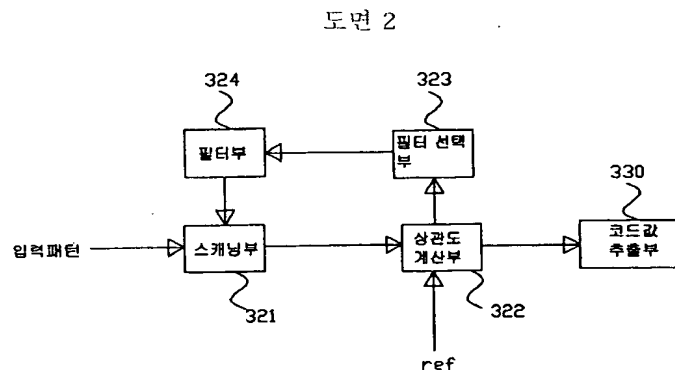 도면 2
324
323
필터부
필터 선택
부
330
입력패턴
스캐닝부
상관도
계산부
코드값
추출부
321
322
ref